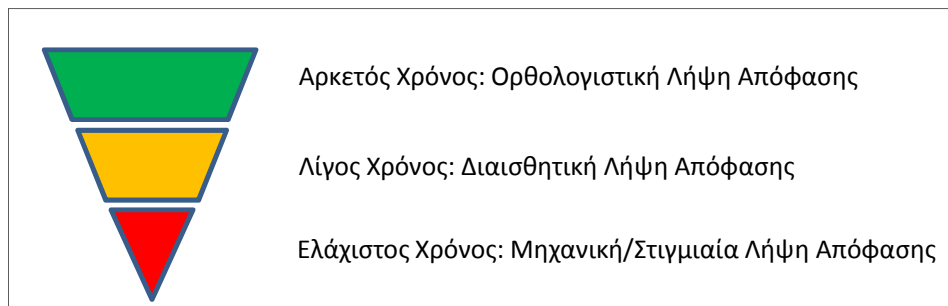 Αρκετός Χρόνος: Ορθολογιστική Λήψη Απόφασης
Λίγος Χρόνος: Διαισθητική Λήψη Απόφασης
Ελάχιστος Χρόνος: Μηχανική/Στιγμιαία Λήψη Απόφασης